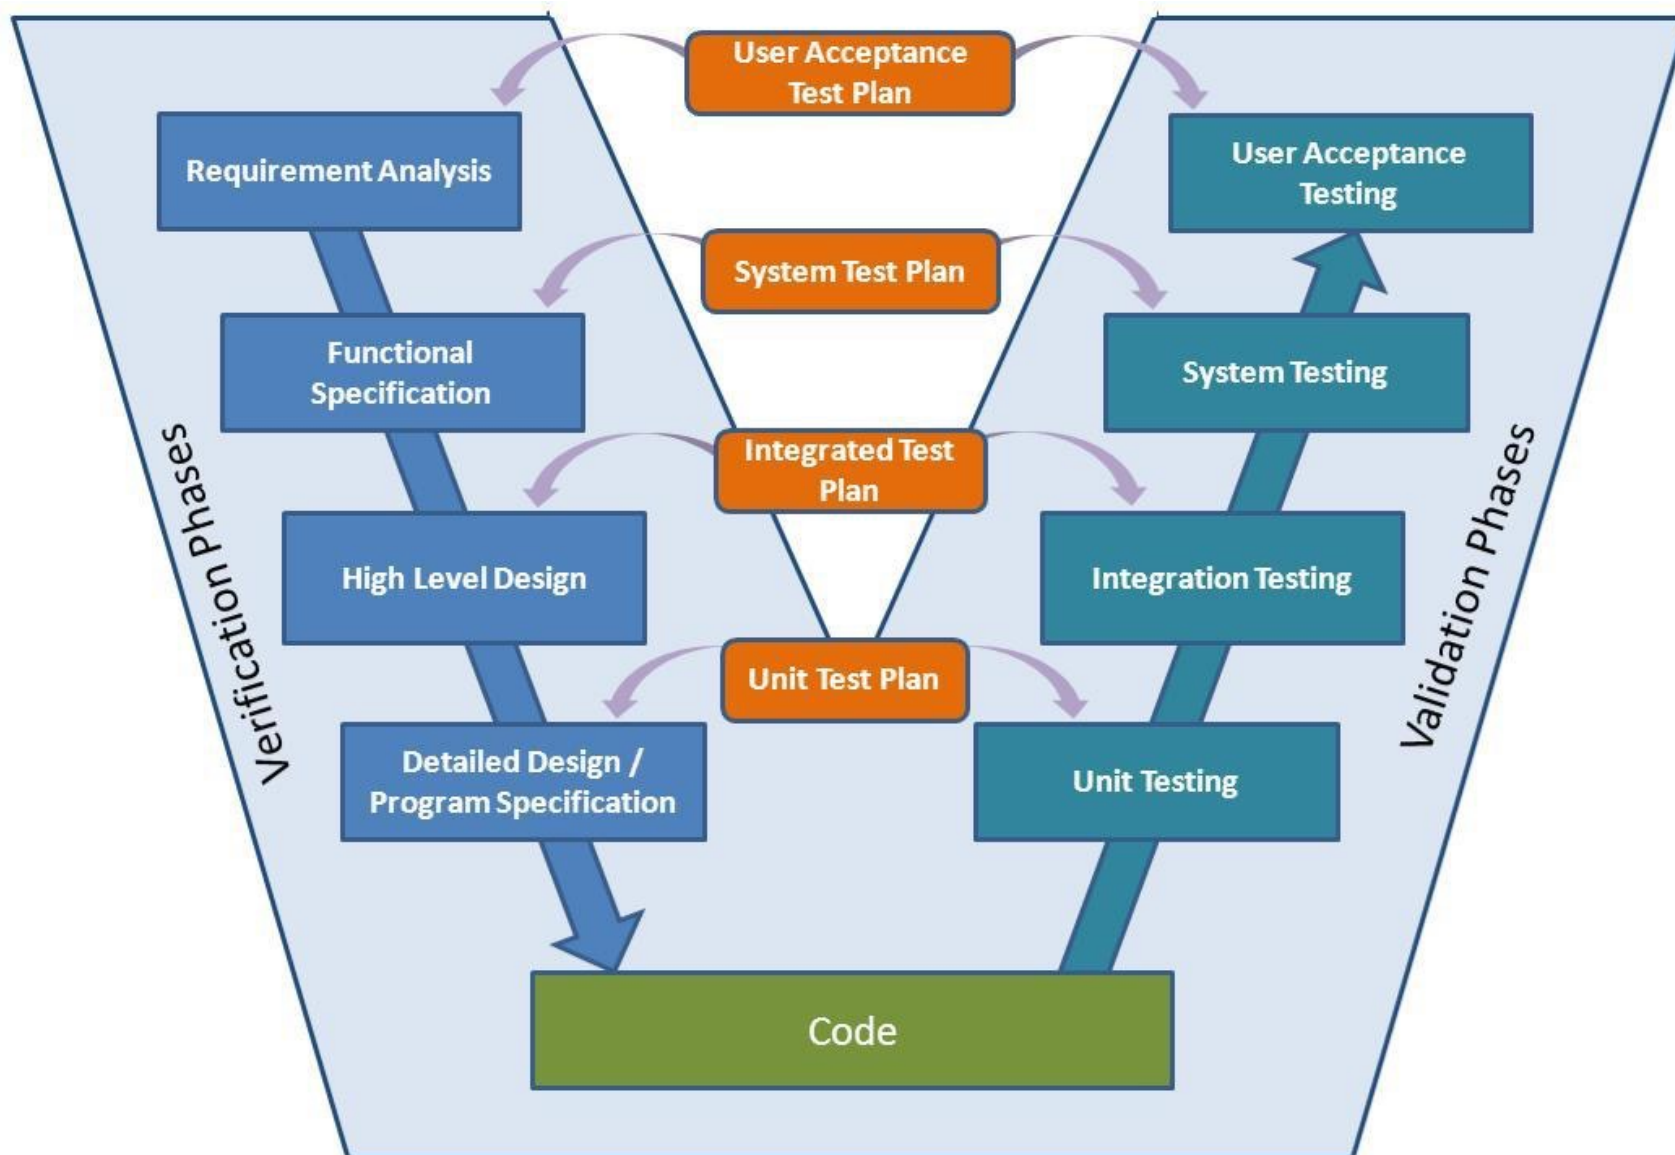 User Acceptance
Test Plan
Requirement Analysis
User Acceptance
Testing
System Test Plan
Functional
Specification
System Testing
Integrated Test
Plan
High Level Design
Integration Testing
Unit Test Plan
Detailed Design /
Program Specification
Unit Testing
Code
Verification Phases
Validation Phases